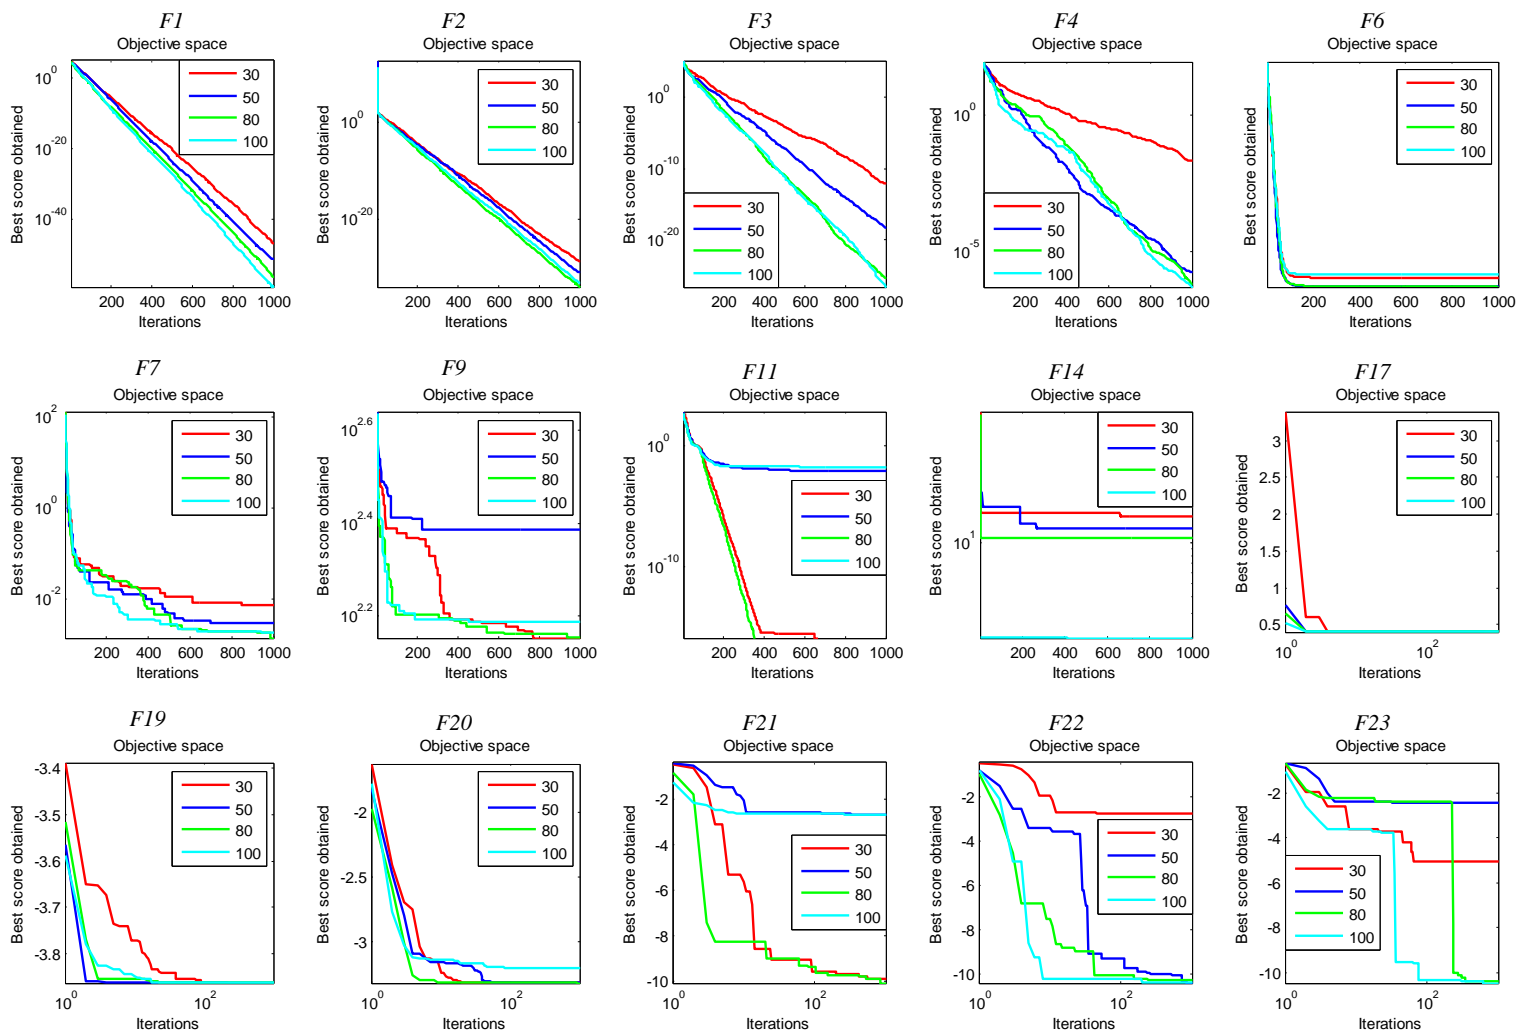 F1
Objective space
Best score obtained
10^0
10^-20
10^-40
200 400 600 800 1000
Iterations
30
50
80
100
F2
Objective space
Best score obtained
10^0
10^-20
200 400 600 800 1000
Iterations
30
50
80
100
F3
Objective space
Best score obtained
10^0
10^-10
10^-20
200 400 600 800 1000
Iterations
30
50
80
100
F4
Objective space
Best score obtained
10^0
10^-5
200 400 600 800 1000
Iterations
30
50
80
100
F6
Objective space
Best score obtained
200 400 600 800 1000
Iterations
30
50
80
100
F7
Objective space
Best score obtained
10^2
10^0
10^-2
200 400 600 800 1000
Iterations
30
50
80
100
F9
Objective space
Best score obtained
10^2.6
10^2.4
10^2.2
200 400 600 800 1000
Iterations
30
50
80
100
F11
Objective space
Best score obtained
10^0
10^-10
200 400 600 800 1000
Iterations
30
50
80
100
F14
Objective space
Best score obtained
10^1
200 400 600 800 1000
Iterations
30
50
80
100
F17
Objective space
Best score obtained
3
2.5
2
1.5
1
0.5
10^0 10^2
Iterations
30
50
80
100
F19
Objective space
Best score obtained
-3.4
-3.5
-3.6
-3.7
-3.8
10^0 10^2
Iterations
30
50
80
100
F20
Objective space
Best score obtained
-2
-2.5
-3
10^0 10^2
Iterations
30
50
80
100
F21
Objective space
Best score obtained
-2
-4
-6
-8
-10
10^0 10^2
Iterations
30
50
80
100
F22
Objective space
Best score obtained
-2
-4
-6
-8
-10
10^0 10^2
Iterations
30
50
80
100
F23
Objective space
Best score obtained
-2
-4
-6
-8
-10
10^0 10^2
Iterations
30
50
80
100